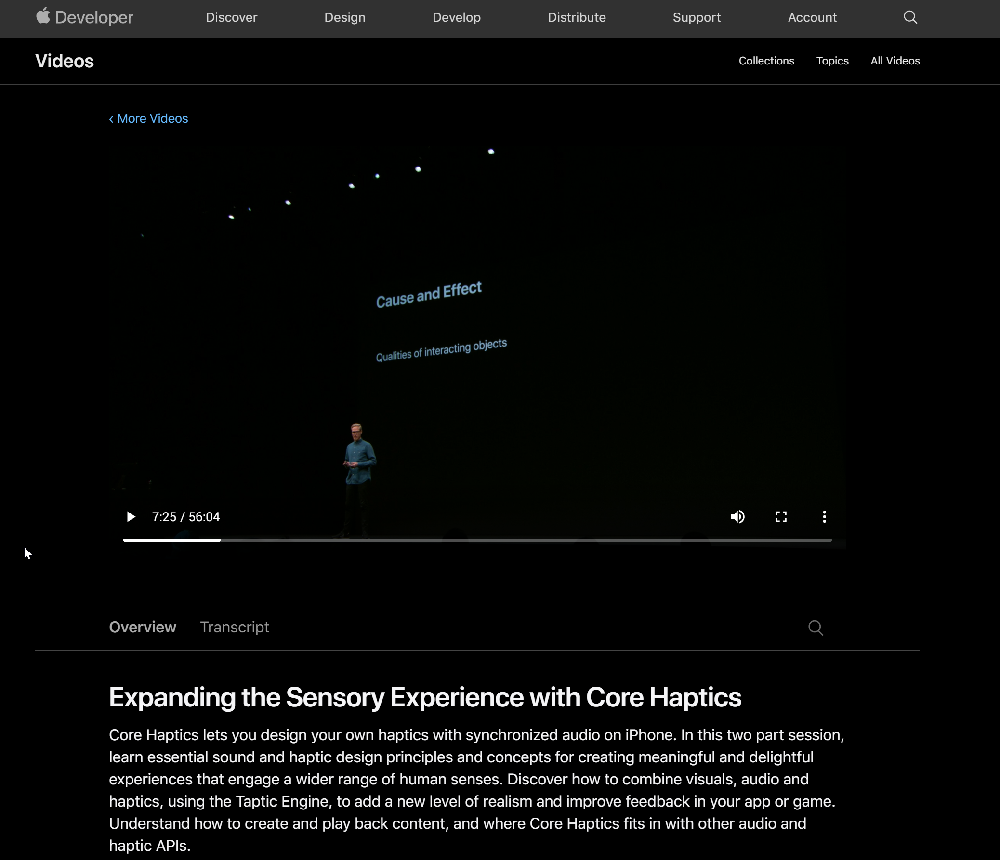 Developer
Discover
Design
Develop
Distribute
Support
Account
Videos
Collections
Topics
All Videos
‹ More Videos
Cause and Effect
Qualities of interacting objects
7:25 / 56:04
Overview
Transcript
Expanding the Sensory Experience with Core Haptics
Core Haptics lets you design your own haptics with synchronized audio on iPhone. In this two part session,
learn essential sound and haptic design principles and concepts for creating meaningful and delightful
experiences that engage a wider range of human senses. Discover how to combine visuals, audio and
haptics, using the Taptic Engine, to add a new level of realism and improve feedback in your app or game.
Understand how to create and play back content, and where Core Haptics fits in with other audio and
haptic APIs.